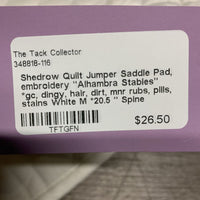 The Tack Collector
348818-116
Shedrow Quilt Jumper Saddle Pad,
embroidery "Alhambra Stables"
*gc, dingy, hair, dirt, mnr rubs, pills,
stains White M *20.5 " Spine
$26.50
TFTGFN